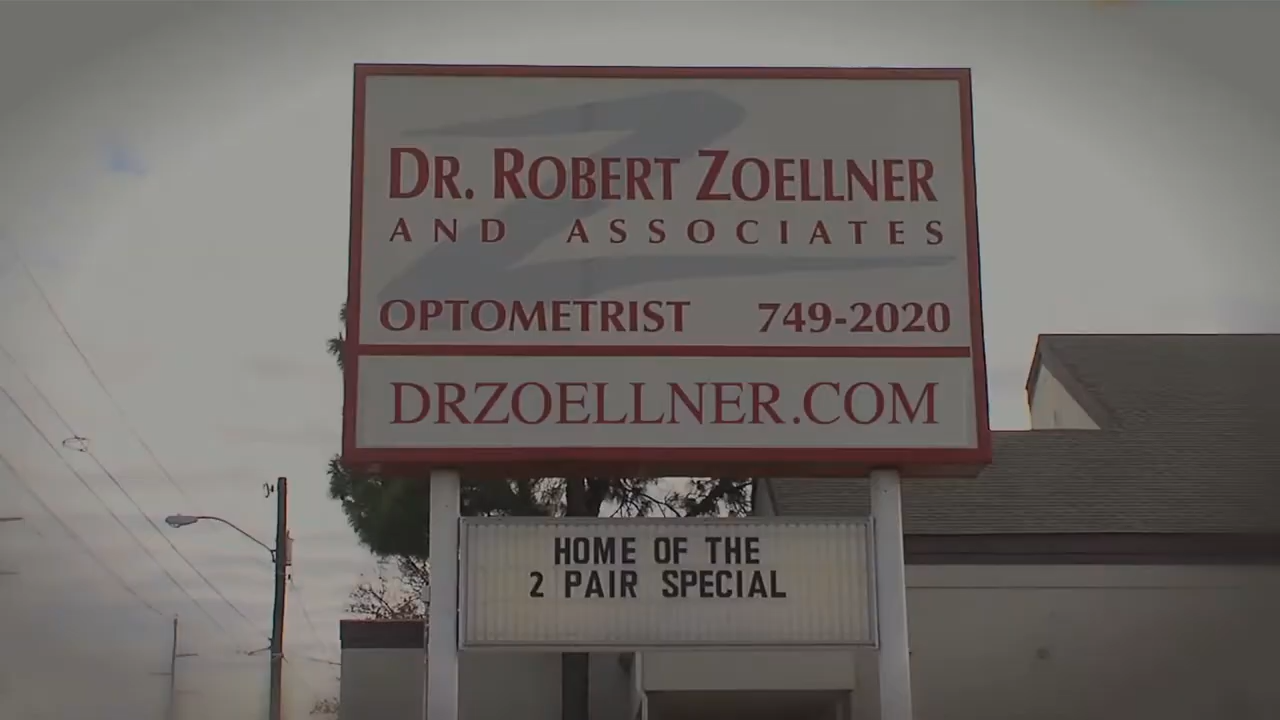 DR. ROBERT ZOELLNER
AND ASSOCIATES
OPTOMETRIST 749-2020
DRZOELLNER.COM
HOME OF THE
2 PAIR SPECIAL